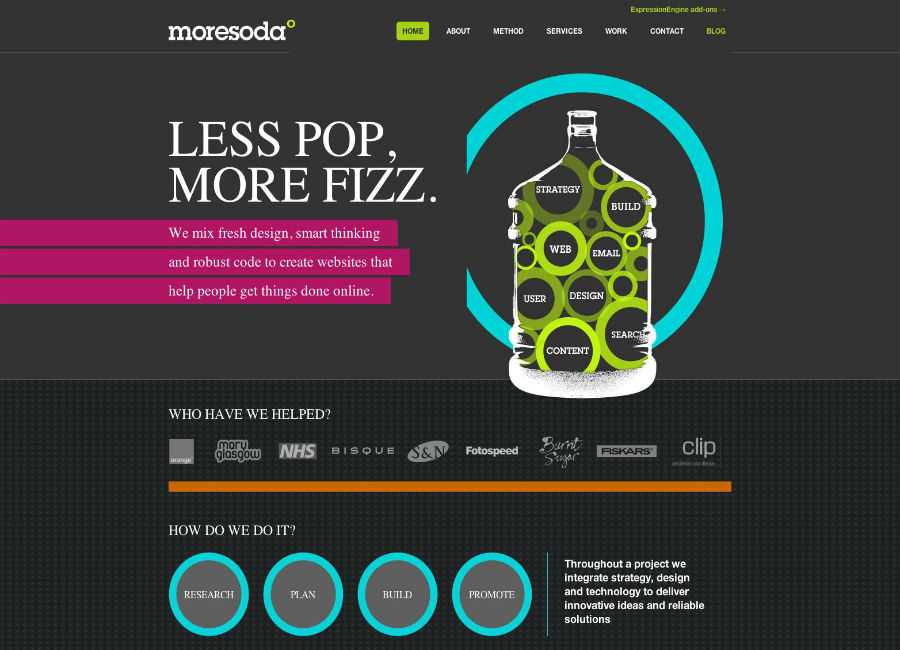 ExpressionEngine add-ons →
moresoda
HOME ABOUT METHOD SERVICES WORK CONTACT BLOG
LESS POP,
MORE FIZZ.
We mix fresh design, smart thinking
and robust code to create websites that
help people get things done online.
STRATEGY
BUILD
WEB
EMAIL
USER
DESIGN
SEARCH
CONTENT
WHO HAVE WE HELPED?
orange
mary glasgow
NHS
BISQUE
S&N
Fotospeed
Burnt
Sugar
FISKARS
clip
exhibition and display
HOW DO WE DO IT?
RESEARCH PLAN BUILD PROMOTE
Throughout a project we
integrate strategy, design
and technology to deliver
innovative ideas and reliable
solutions